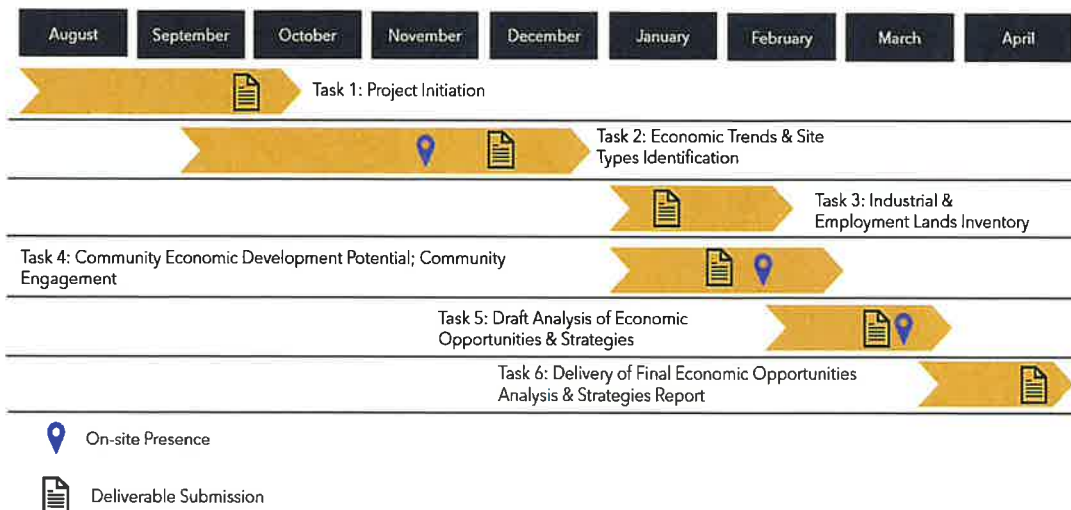 August September October November December January February March April
Task 1: Project Initiation
Task 2: Economic Trends & Site
Types Identification
Task 3: Industrial &
Employment Lands Inventory
Task 4: Community Economic Development Potential; Community
Engagement
Task 5: Draft Analysis of Economic
Opportunities & Strategies
Task 6: Delivery of Final Economic Opportunities
Analysis & Strategies Report
On-site Presence
Deliverable Submission